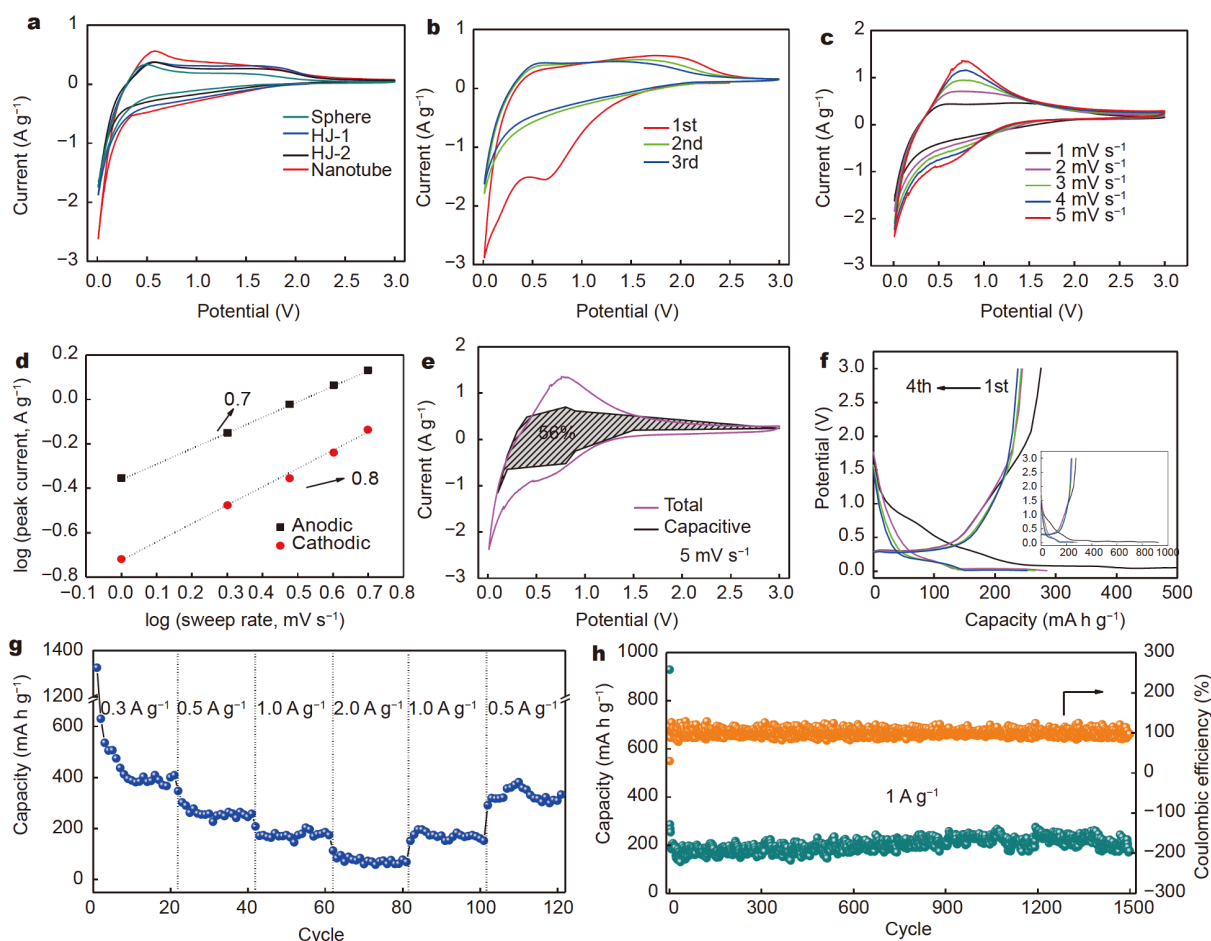 a
1
0
−1
−2
−3
0.0 0.5 1.0 1.5 2.0 2.5 3.0
Current (A g⁻¹)
Potential (V)
Sphere
HJ-1
HJ-2
Nanotube
b
1
0
−1
−2
−3
0.0 0.5 1.0 1.5 2.0 2.5 3.0
Current (A g⁻¹)
Potential (V)
1st
2nd
3rd
c
2
1
0
−1
−2
−3
0.0 0.5 1.0 1.5 2.0 2.5 3.0
Current (A g⁻¹)
Potential (V)
1 mV s⁻¹
2 mV s⁻¹
3 mV s⁻¹
4 mV s⁻¹
5 mV s⁻¹
d
0.2
0.0
−0.2
−0.4
−0.6
−0.8
−0.1 0.0 0.1 0.2 0.3 0.4 0.5 0.6 0.7 0.8
log (peak current, A g⁻¹)
log (sweep rate, mV s⁻¹)
0.7
0.8
Anodic
Cathodic
e
2
1
0
−1
−2
−3
0.0 0.5 1.0 1.5 2.0 2.5 3.0
Current (A g⁻¹)
Potential (V)
56%
Total
Capacitive
5 mV s⁻¹
f
3.0
2.5
2.0
1.5
1.0
0.5
0.0
0 100 200 300 400 500
Potential (V)
Capacity (mA h g⁻¹)
4th 1st
3.0
2.5
2.0
1.5
1.0
0.5
0.0
0 200 400 600 800 1000
g
1400
1200
600
400
200
0
0 20 40 60 80 100 120
Capacity (mA h g⁻¹)
Cycle
0.3 A g⁻¹ 0.5 A g⁻¹ 1.0 A g⁻¹ 2.0 A g⁻¹ 1.0 A g⁻¹ 0.5 A g⁻¹
h
1000
800
600
400
200
0
0 300 600 900 1200 1500
Capacity (mA h g⁻¹)
Cycle
1 A g⁻¹
300
200
100
0
−100
−200
−300
Coulombic efficiency (%)